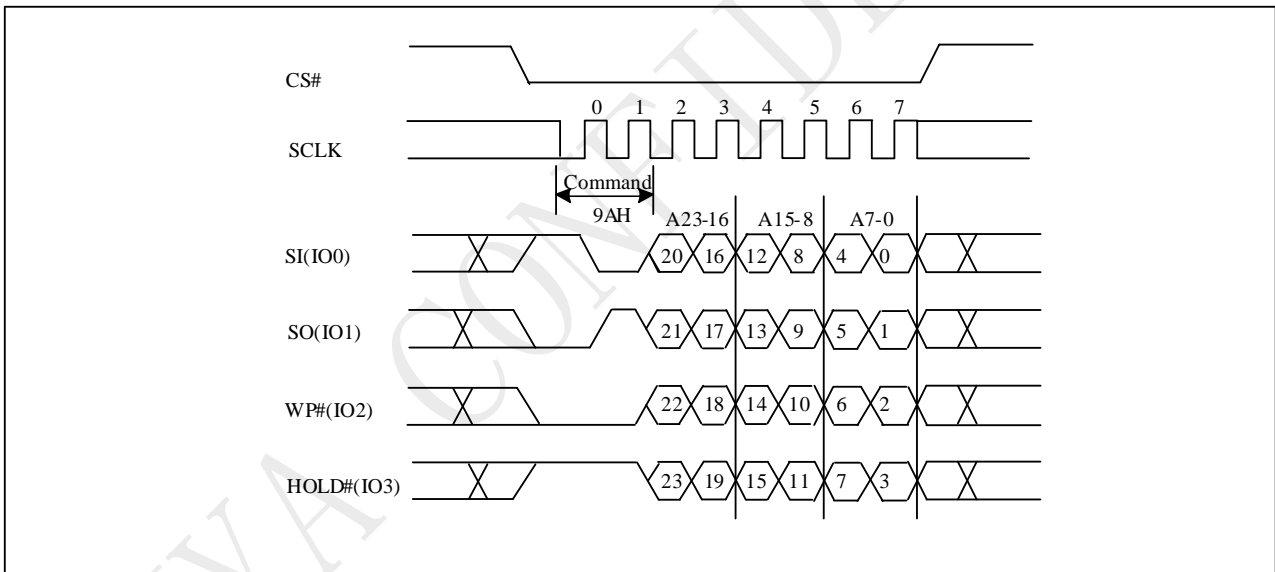 CS#
0 1 2 3 4 5 6 7
SCLK
Command
9AH
A23-16 A15-8 A7-0
SI(IO0) 20 16 12 8 4 0
SO(IO1) 21 17 13 9 5 1
WP#(IO2) 22 18 14 10 6 2
HOLD#(IO3) 23 19 15 11 7 3